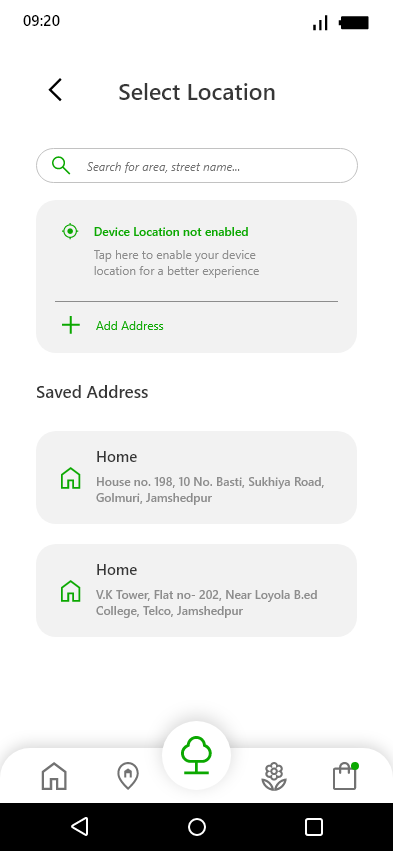 09:20
Select Location
Search for area, street name...
Device Location not enabled
Tap here to enable your device
location for a better experience
Add Address
Saved Address
Home
House no. 198, 10 No. Basti, Sukhiya Road,
Golmuri, Jamshedpur
Home
V.K Tower, Flat no- 202, Near Loyola B.ed
College, Telco, Jamshedpur